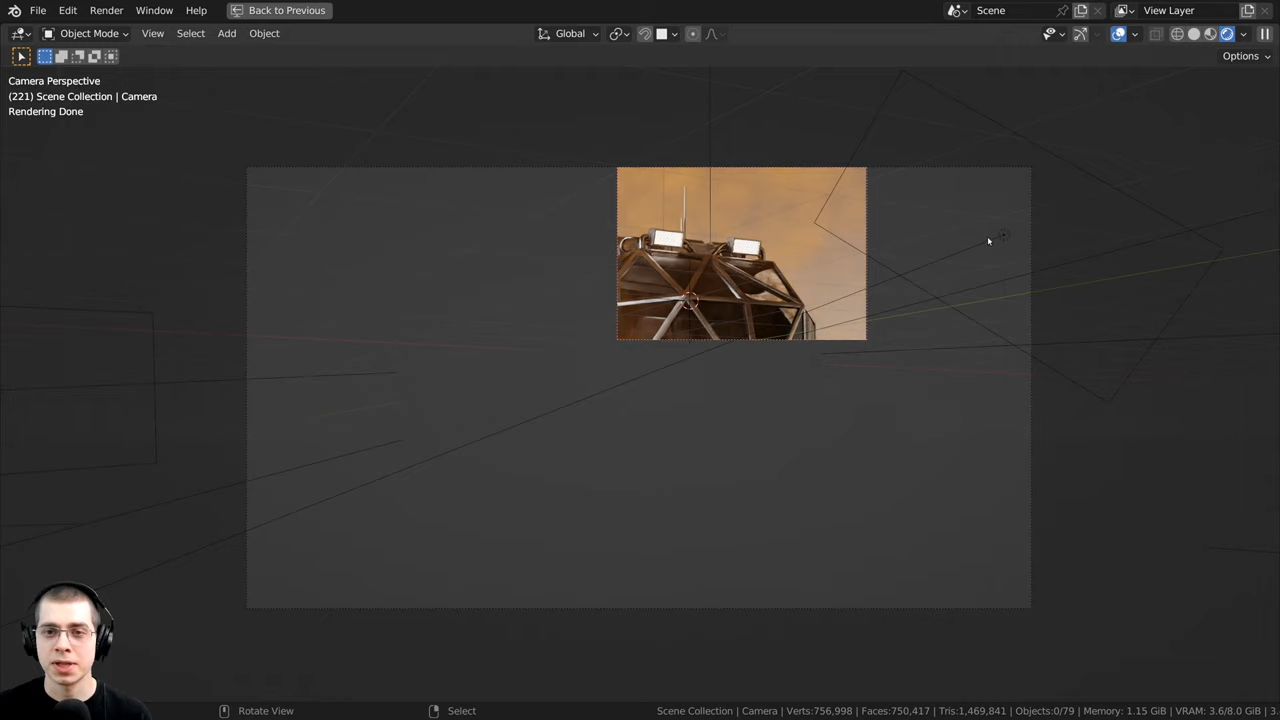 File Edit Render Window Help Back to Previous Scene View Layer
Object Mode View Select Add Object Global
Options
Camera Perspective
(221) Scene Collection | Camera
Rendering Done
Rotate View Select Scene Collection | Camera | Verts:756,998 | Faces:750,417 | Tris:1,469,841 | Objects:0/79 | Memory: 1.15 GiB | VRAM: 3.6/8.0 GiB | 3.